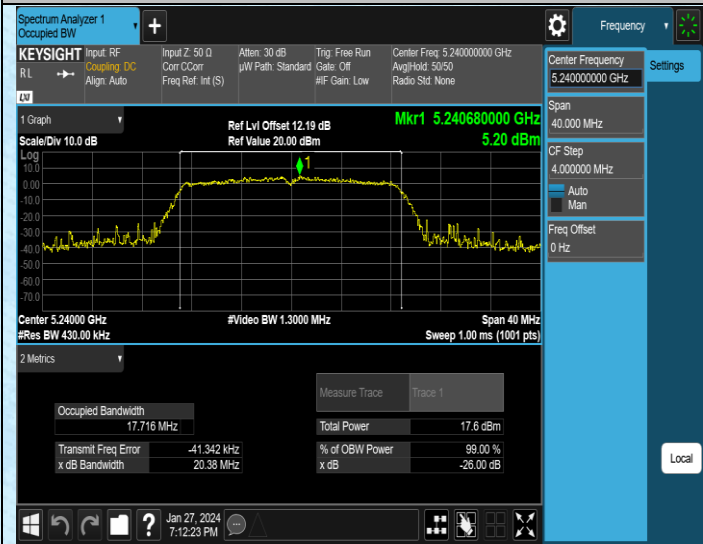 Spectrum Analyzer 1
Occupied BW
Frequency
KEYSIGHT
RL
LXI
Input: RF
Coupling: DC
Align: Auto
Input Z: 50 Ω
Corr CCorr
Freq Ref: Int (S)
Atten: 30 dB
µW Path: Standard
Trig: Free Run
Gate: Off
#IF Gain: Low
Center Freq: 5.240000000 GHz
Avg|Hold: 50/50
Radio Std: None
Center Frequency
5.240000000 GHz
Settings
Span
40.000 MHz
CF Step
4.000000 MHz
Auto
Man
Freq Offset
0 Hz
Local
1 Graph
Scale/Div 10.0 dB
Ref Lvl Offset 12.19 dB
Ref Value 20.00 dBm
Mkr1 5.240680000 GHz
5.20 dBm
Log
10.0
0.00
-10.0
-20.0
-30.0
-40.0
-50.0
-60.0
-70.0
1
Center 5.24000 GHz
#Res BW 430.00 kHz
#Video BW 1.3000 MHz
Span 40 MHz
Sweep 1.00 ms (1001 pts)
2 Metrics
Measure Trace Trace 1
Occupied Bandwidth
17.716 MHz
Total Power 17.6 dBm
Transmit Freq Error -41.342 kHz
% of OBW Power 99.00 %
x dB Bandwidth 20.38 MHz
x dB -26.00 dB
Jan 27, 2024
7:12:23 PM